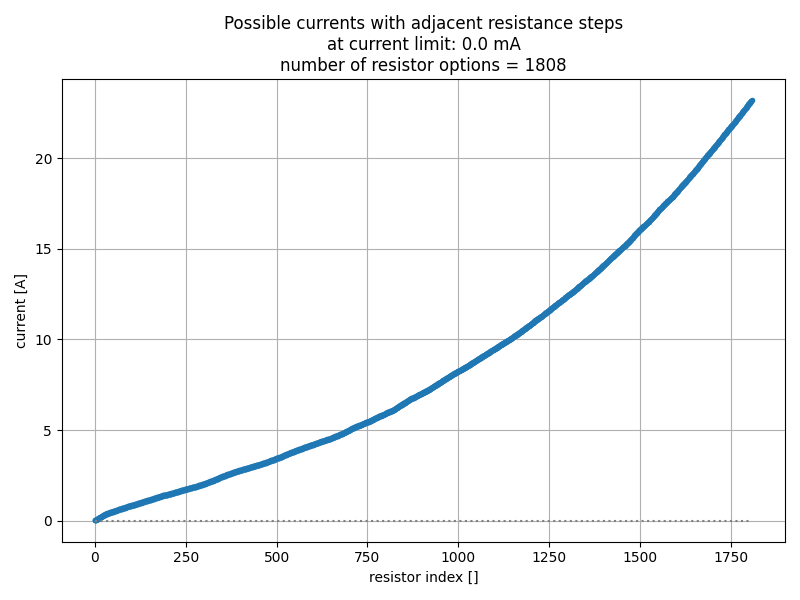 Possible currents with adjacent resistance steps
at current limit: 0.0 mA
number of resistor options = 1808
current [A]
20
15
10
5
0
0 250 500 750 1000 1250 1500 1750
resistor index []